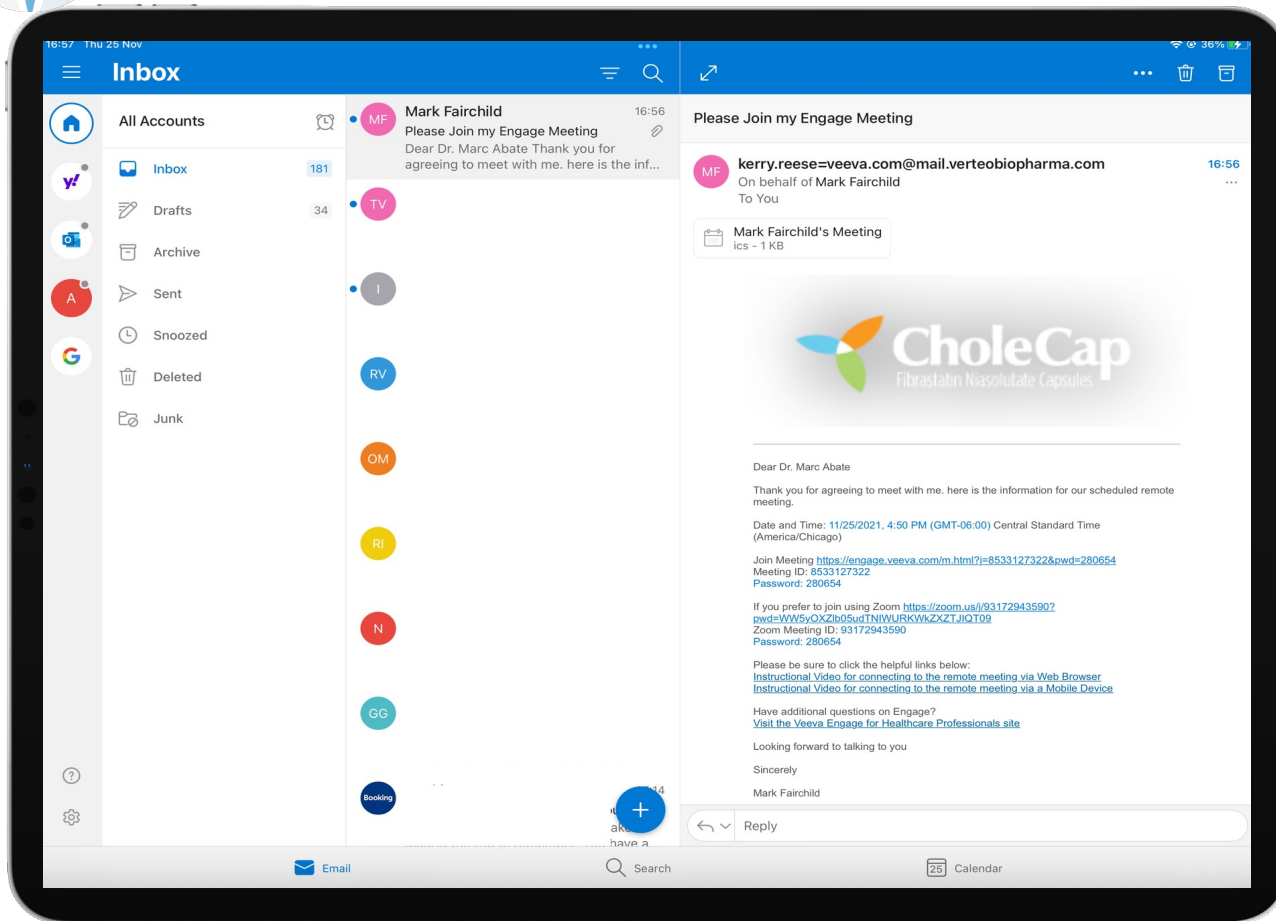 16:57 Thu 25 Nov
36%
Inbox
All Accounts
Inbox 181
Drafts 34
Archive
Sent
Snoozed
Deleted
Junk
y!
A
G
MF
Mark Fairchild 16:56
Please Join my Engage Meeting
Dear Dr. Marc Abate Thank you for
agreeing to meet with me. here is the inf...
TV
I
RV
OM
RI
N
GG
Booking
have a
Please Join my Engage Meeting
MF
kerry.reese=veeva.com@mail.verteobiopharma.com 16:56
On behalf of Mark Fairchild
To You
Mark Fairchild's Meeting
ics - 1 KB
CholeCap
Fibrastatin Niasolutate Capsules
Dear Dr. Marc Abate
Thank you for agreeing to meet with me. here is the information for our scheduled remote
meeting.
Date and Time: 11/25/2021, 4:50 PM (GMT-06:00) Central Standard Time
(America/Chicago)
Join Meeting https://engage.veeva.com/m.html?j=8533127322&pwd=280654
Meeting ID: 8533127322
Password: 280654
If you prefer to join using Zoom https://zoom.us/j/93172943590?
pwd=WW5yOXZlb05udTNIWURKWkZXZTJIQT09
Zoom Meeting ID: 93172943590
Password: 280654
Please be sure to click the helpful links below:
Instructional Video for connecting to the remote meeting via Web Browser
Instructional Video for connecting to the remote meeting via a Mobile Device
Have additional questions on Engage?
Visit the Veeva Engage for Healthcare Professionals site
Looking forward to talking to you
Sincerely
Mark Fairchild
Reply
Email
Search
25 Calendar